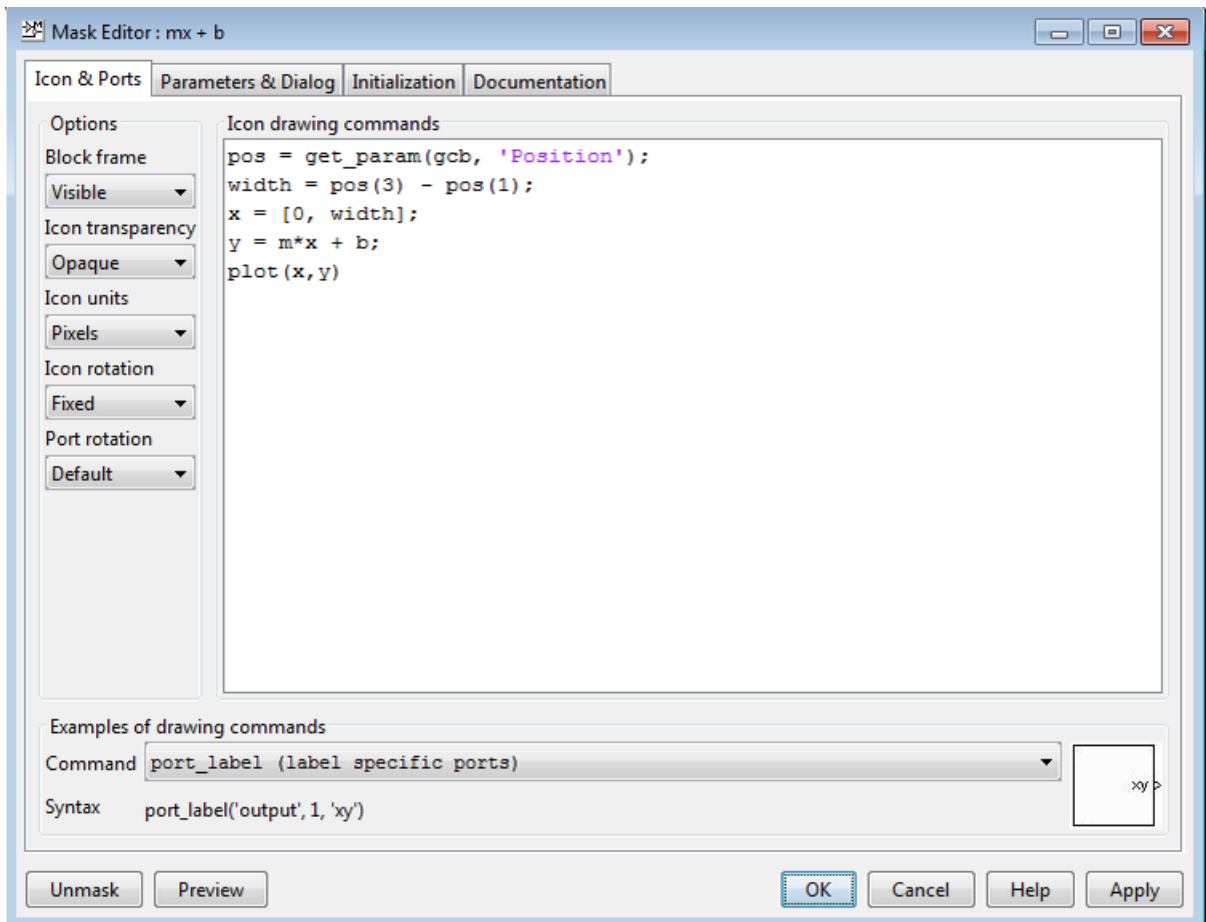 Mask Editor : mx + b
Icon & Ports Parameters & Dialog Initialization Documentation
Options
Block frame
Visible
Icon transparency
Opaque
Icon units
Pixels
Icon rotation
Fixed
Port rotation
Default
Icon drawing commands
pos = get_param(gcb, 'Position');
width = pos(3) - pos(1);
x = [0, width];
y = m*x + b;
plot(x,y)
Examples of drawing commands
Command port_label (label specific ports)
Syntax port_label('output', 1, 'xy')
xy
Unmask Preview OK Cancel Help Apply